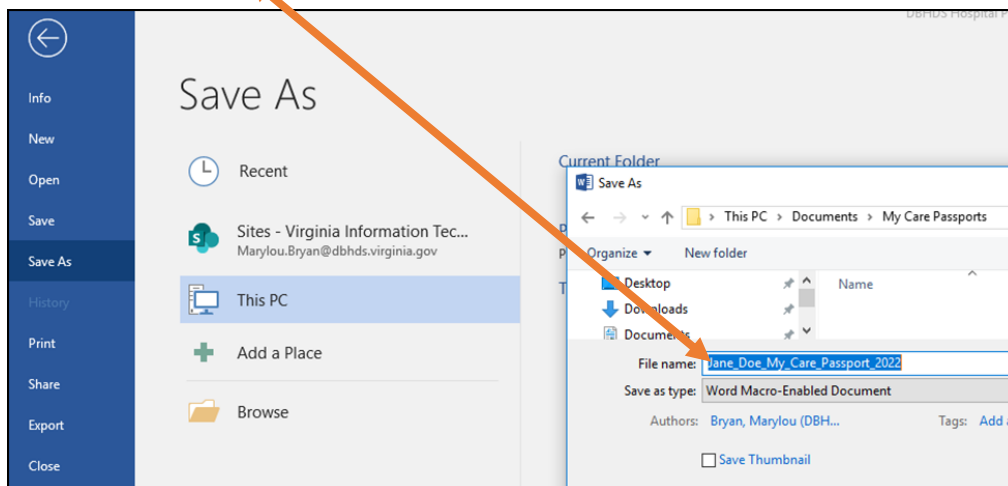 DBHDS Hospital P
Info
New
Open
Save
Save As
History
Print
Share
Export
Close
Save As
Recent
Sites - Virginia Information Tec...
Marylou.Bryan@dbhds.virginia.gov
This PC
Add a Place
Browse
Current Folder
Save As
This PC > Documents > My Care Passports
Organize
New folder
Desktop
Downloads
Documents
Name
File name: Jane_Doe_My_Care_Passport_2022
Save as type: Word Macro-Enabled Document
Authors: Bryan, Marylou (DBH...
Tags: Add
Save Thumbnail